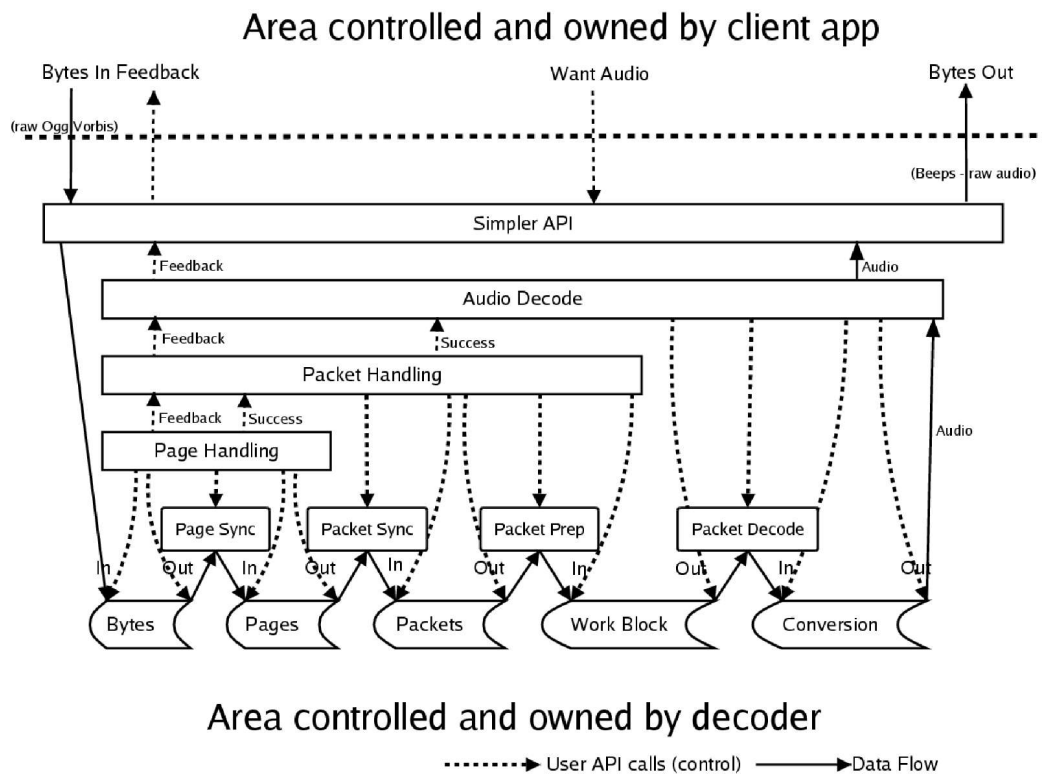 Area controlled and owned by client app
Bytes In Feedback
Want Audio
Bytes Out
(raw Ogg Vorbis)
(Beeps - raw audio)
Simpler API
Feedback
Audio
Audio Decode
Feedback
Success
Packet Handling
Feedback
Success
Audio
Page Handling
Page Sync
Packet Sync
Packet Prep
Packet Decode
In
Out
In
Out
In
Out
In
Out
In
Out
Bytes
Pages
Packets
Work Block
Conversion
Area controlled and owned by decoder
User API calls (control)
Data Flow